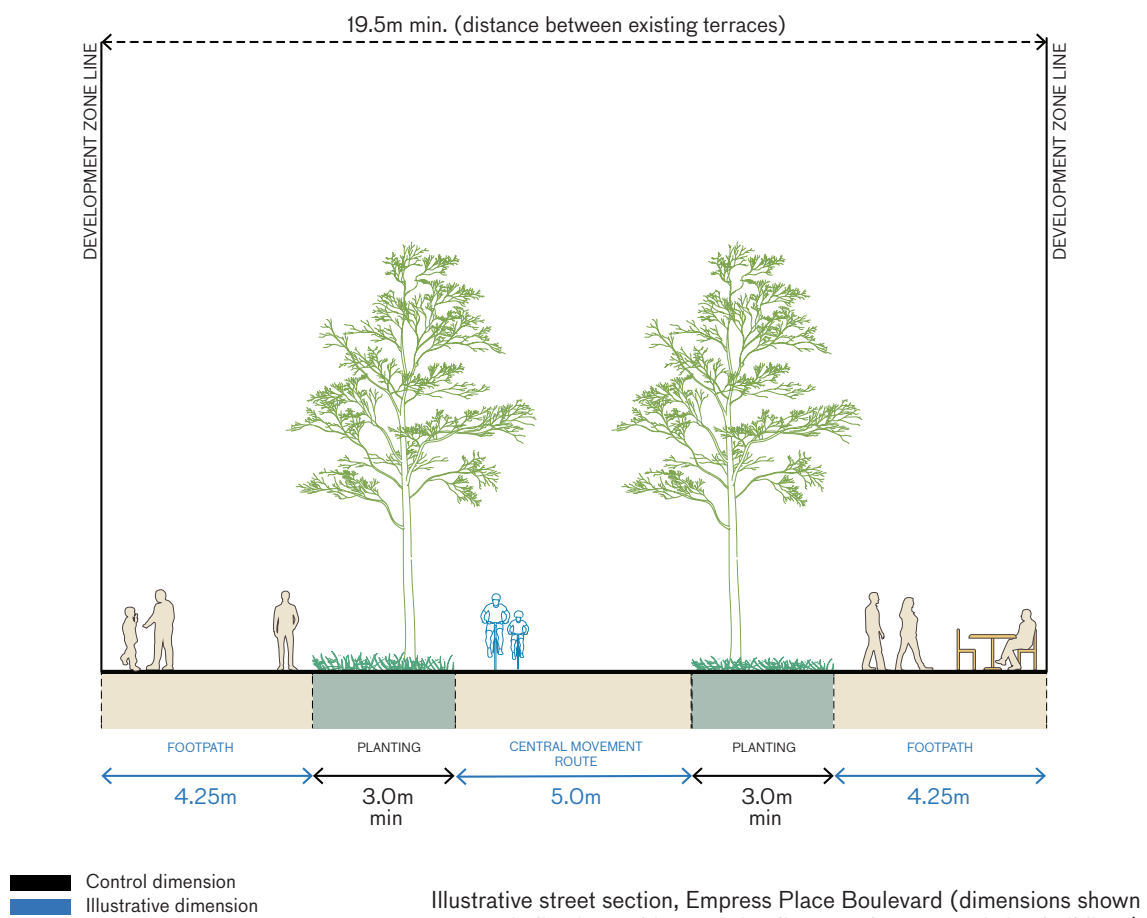 19.5m min. (distance between existing terraces)
DEVELOPMENT ZONE LINE
DEVELOPMENT ZONE LINE
FOOTPATH
PLANTING
CENTRAL MOVEMENT
ROUTE
PLANTING
FOOTPATH
4.25m
3.0m
min
5.0m
3.0m
min
4.25m
Control dimension
Illustrative dimension
Illustrative street section, Empress Place Boulevard (dimensions shown